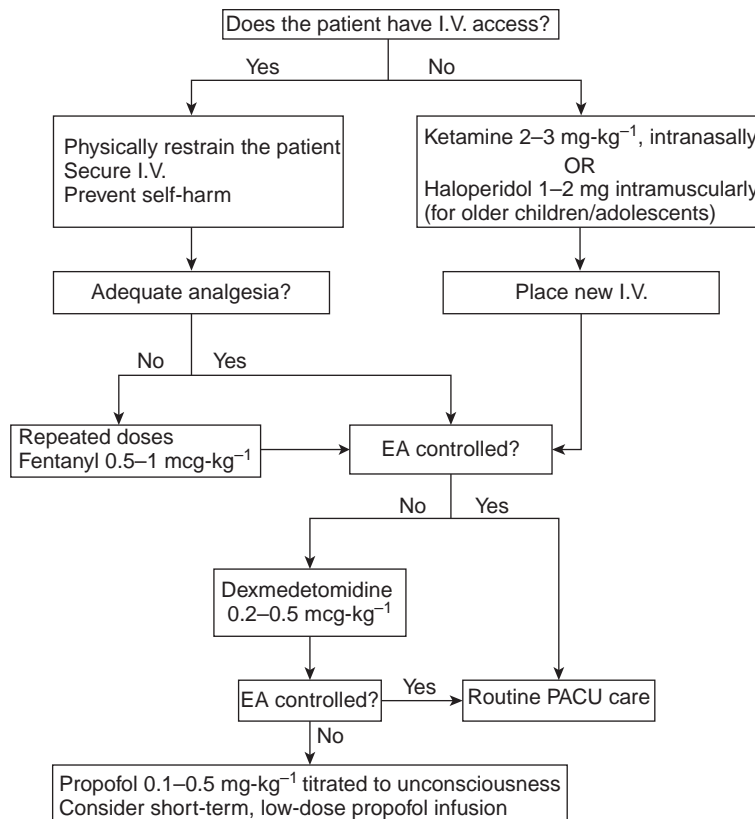 Does the patient have I.V. access?
Yes
No
Physically restrain the patient
Secure I.V.
Prevent self-harm
Ketamine 2–3 mg-kg⁻¹, intranasally
OR
Haloperidol 1–2 mg intramuscularly
(for older children/adolescents)
Adequate analgesia?
Place new I.V.
No
Yes
Repeated doses
Fentanyl 0.5–1 mcg-kg⁻¹
EA controlled?
No
Yes
Dexmedetomidine
0.2–0.5 mcg-kg⁻¹
EA controlled?
Yes
Routine PACU care
No
Propofol 0.1–0.5 mg-kg⁻¹ titrated to unconsciousness
Consider short-term, low-dose propofol infusion